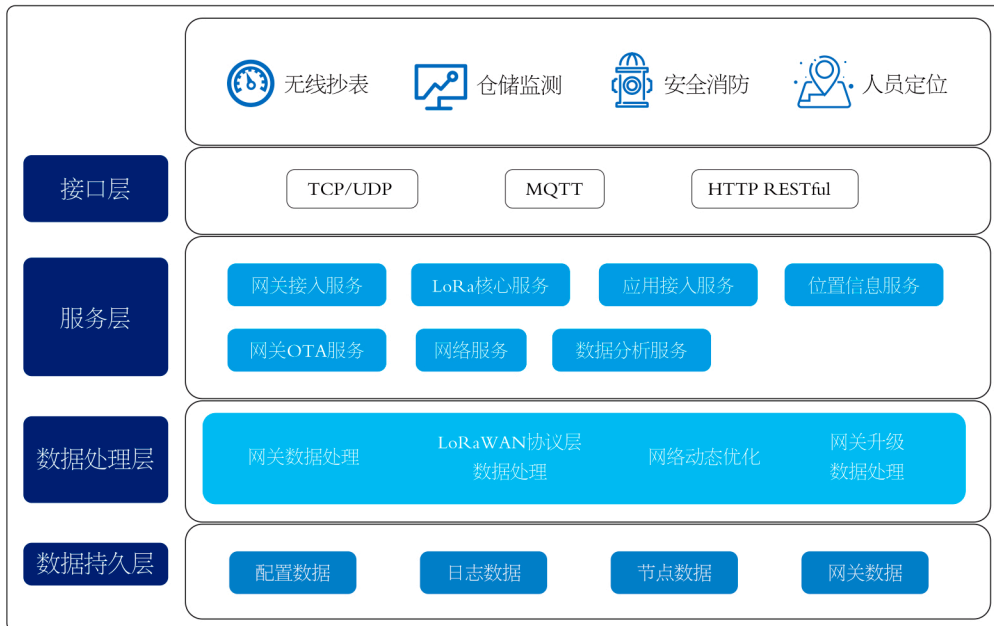 无线抄表 仓储监测 安全消防 人员定位
接口层
TCP/UDP MQTT HTTP RESTful
服务层
网关接入服务 LoRa核心服务 应用接入服务 位置信息服务
网关OTA服务 网络服务 数据分析服务
数据处理层
网关数据处理
LoRaWAN协议层
数据处理
网络动态优化
网关升级
数据处理
数据持久层
配置数据 日志数据 节点数据 网关数据